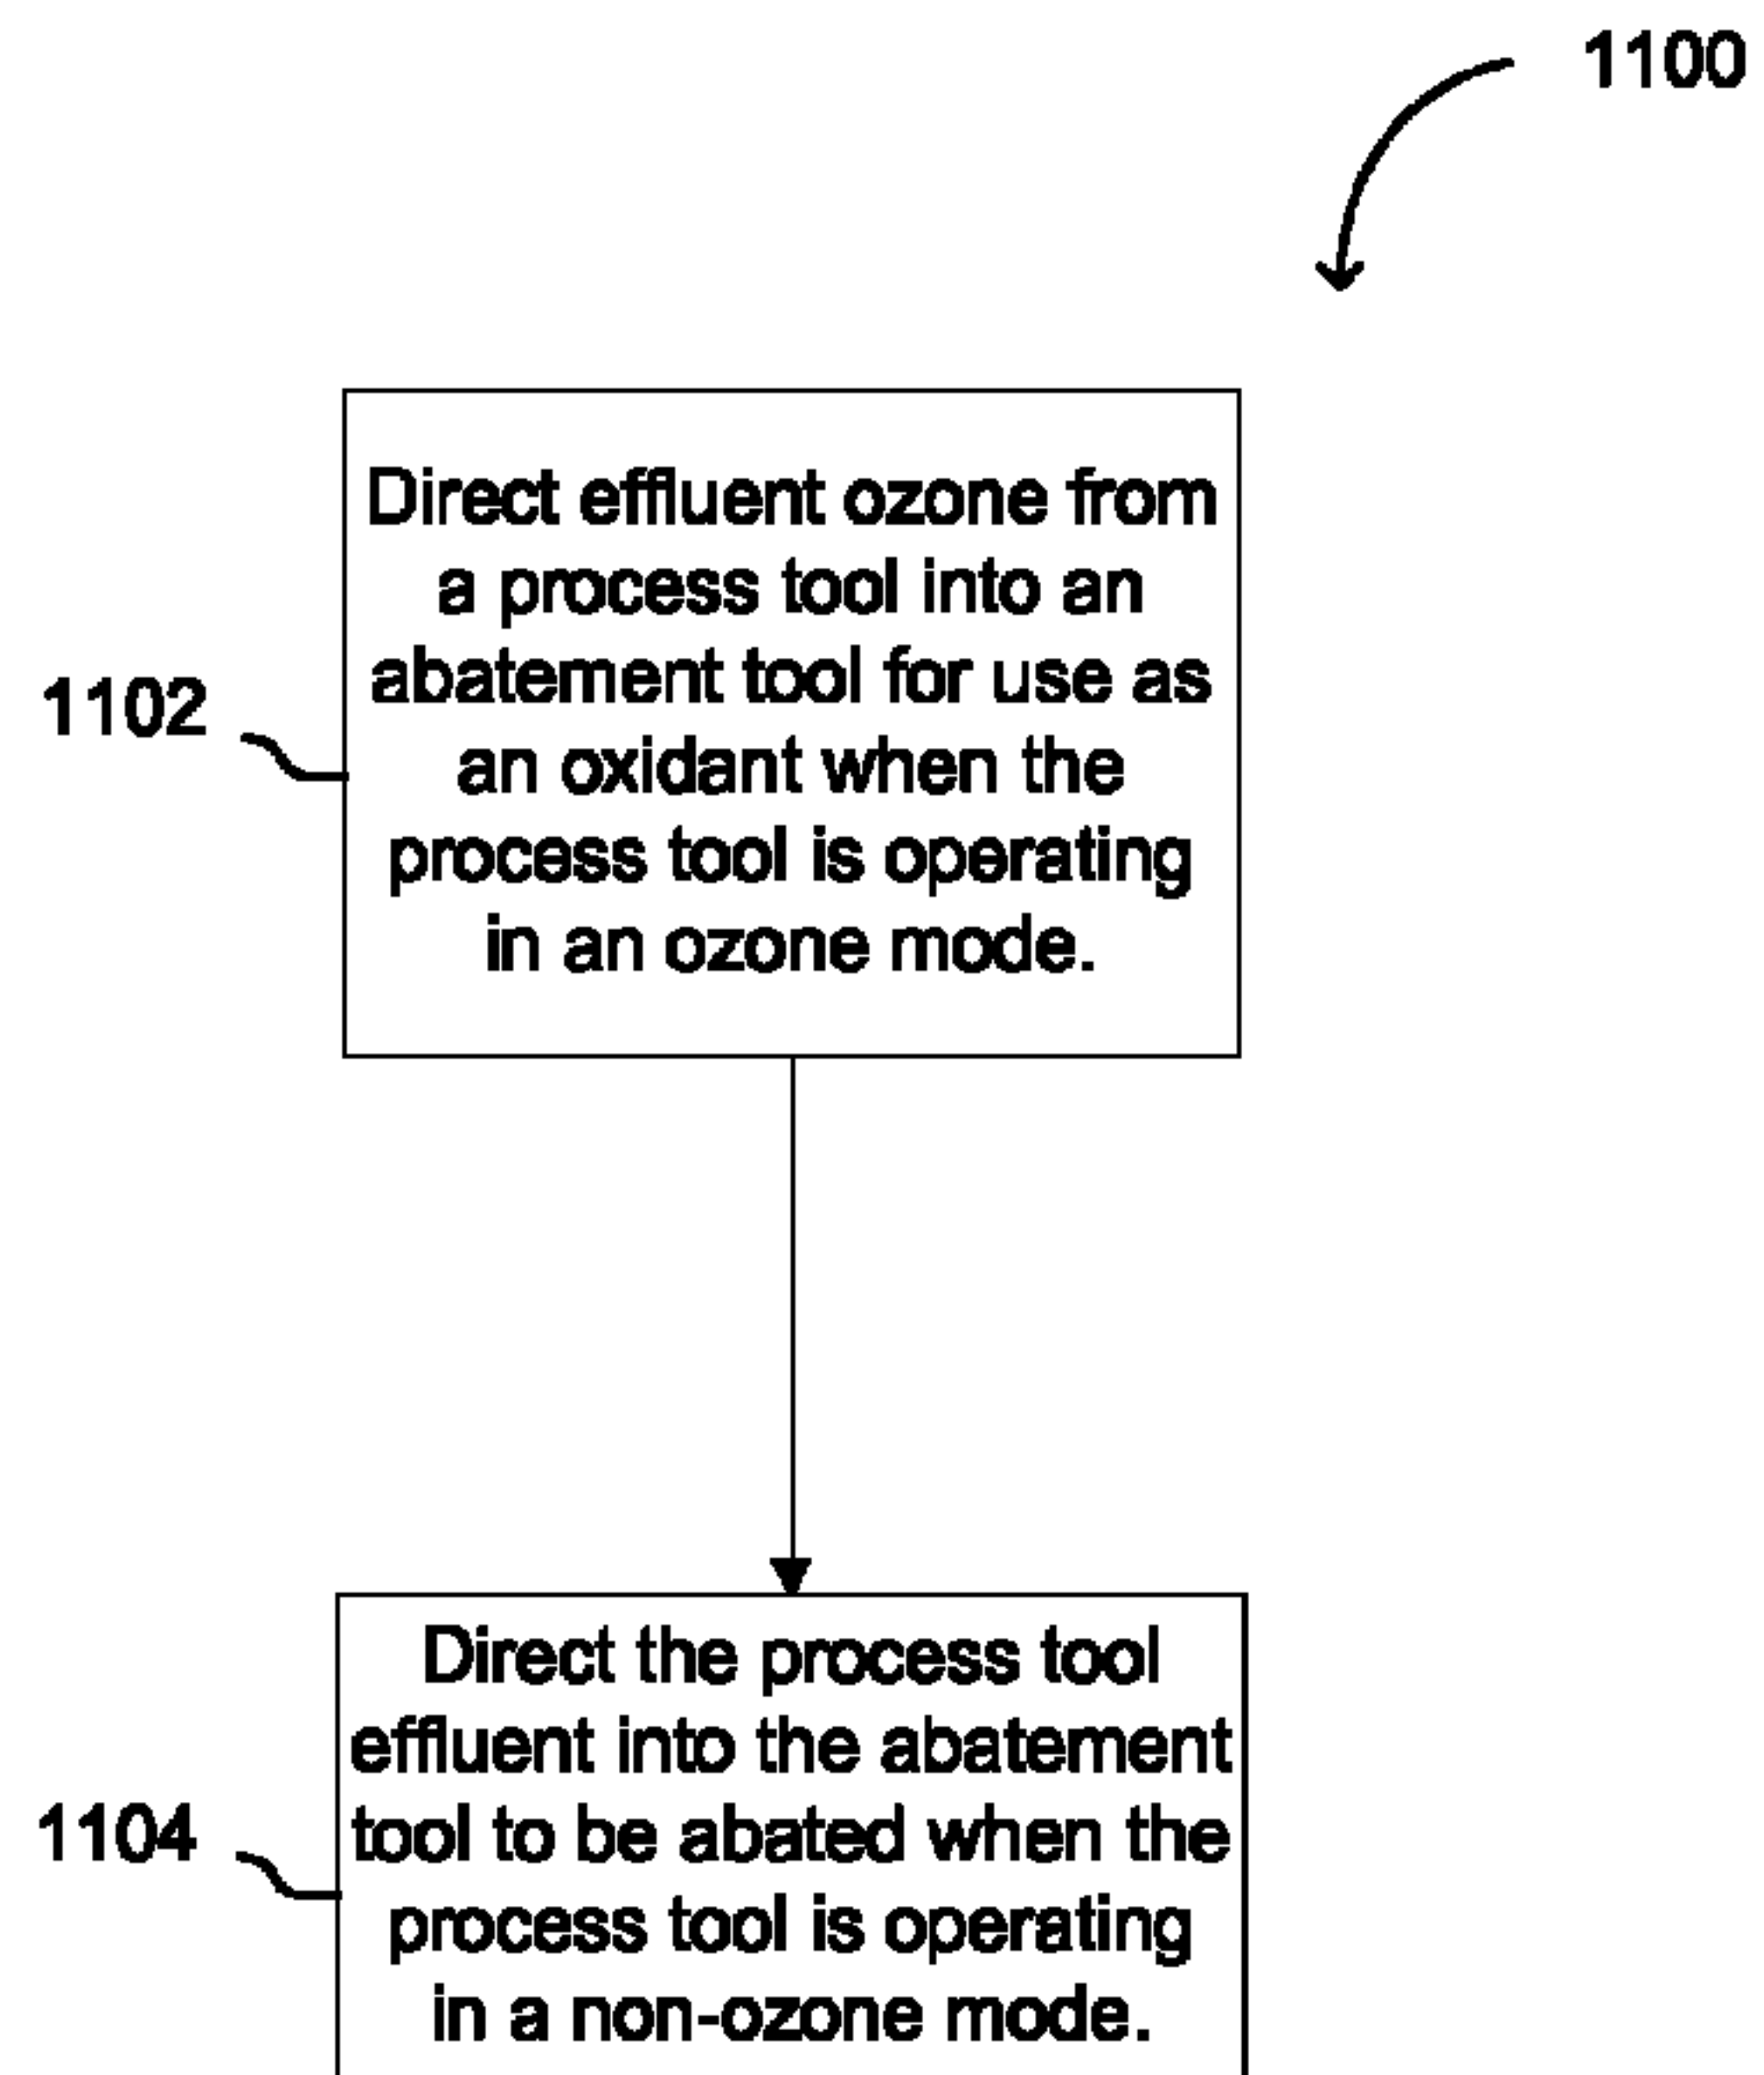 1100
Direct effluent ozone from
a process tool into an
abatement tool for use as
an oxidant when the
process tool is operating
in an ozone mode.
1102
Direct the process tool
effluent into the abatement
tool to be abated when the
process tool is operating
in a non-ozone mode.
1104